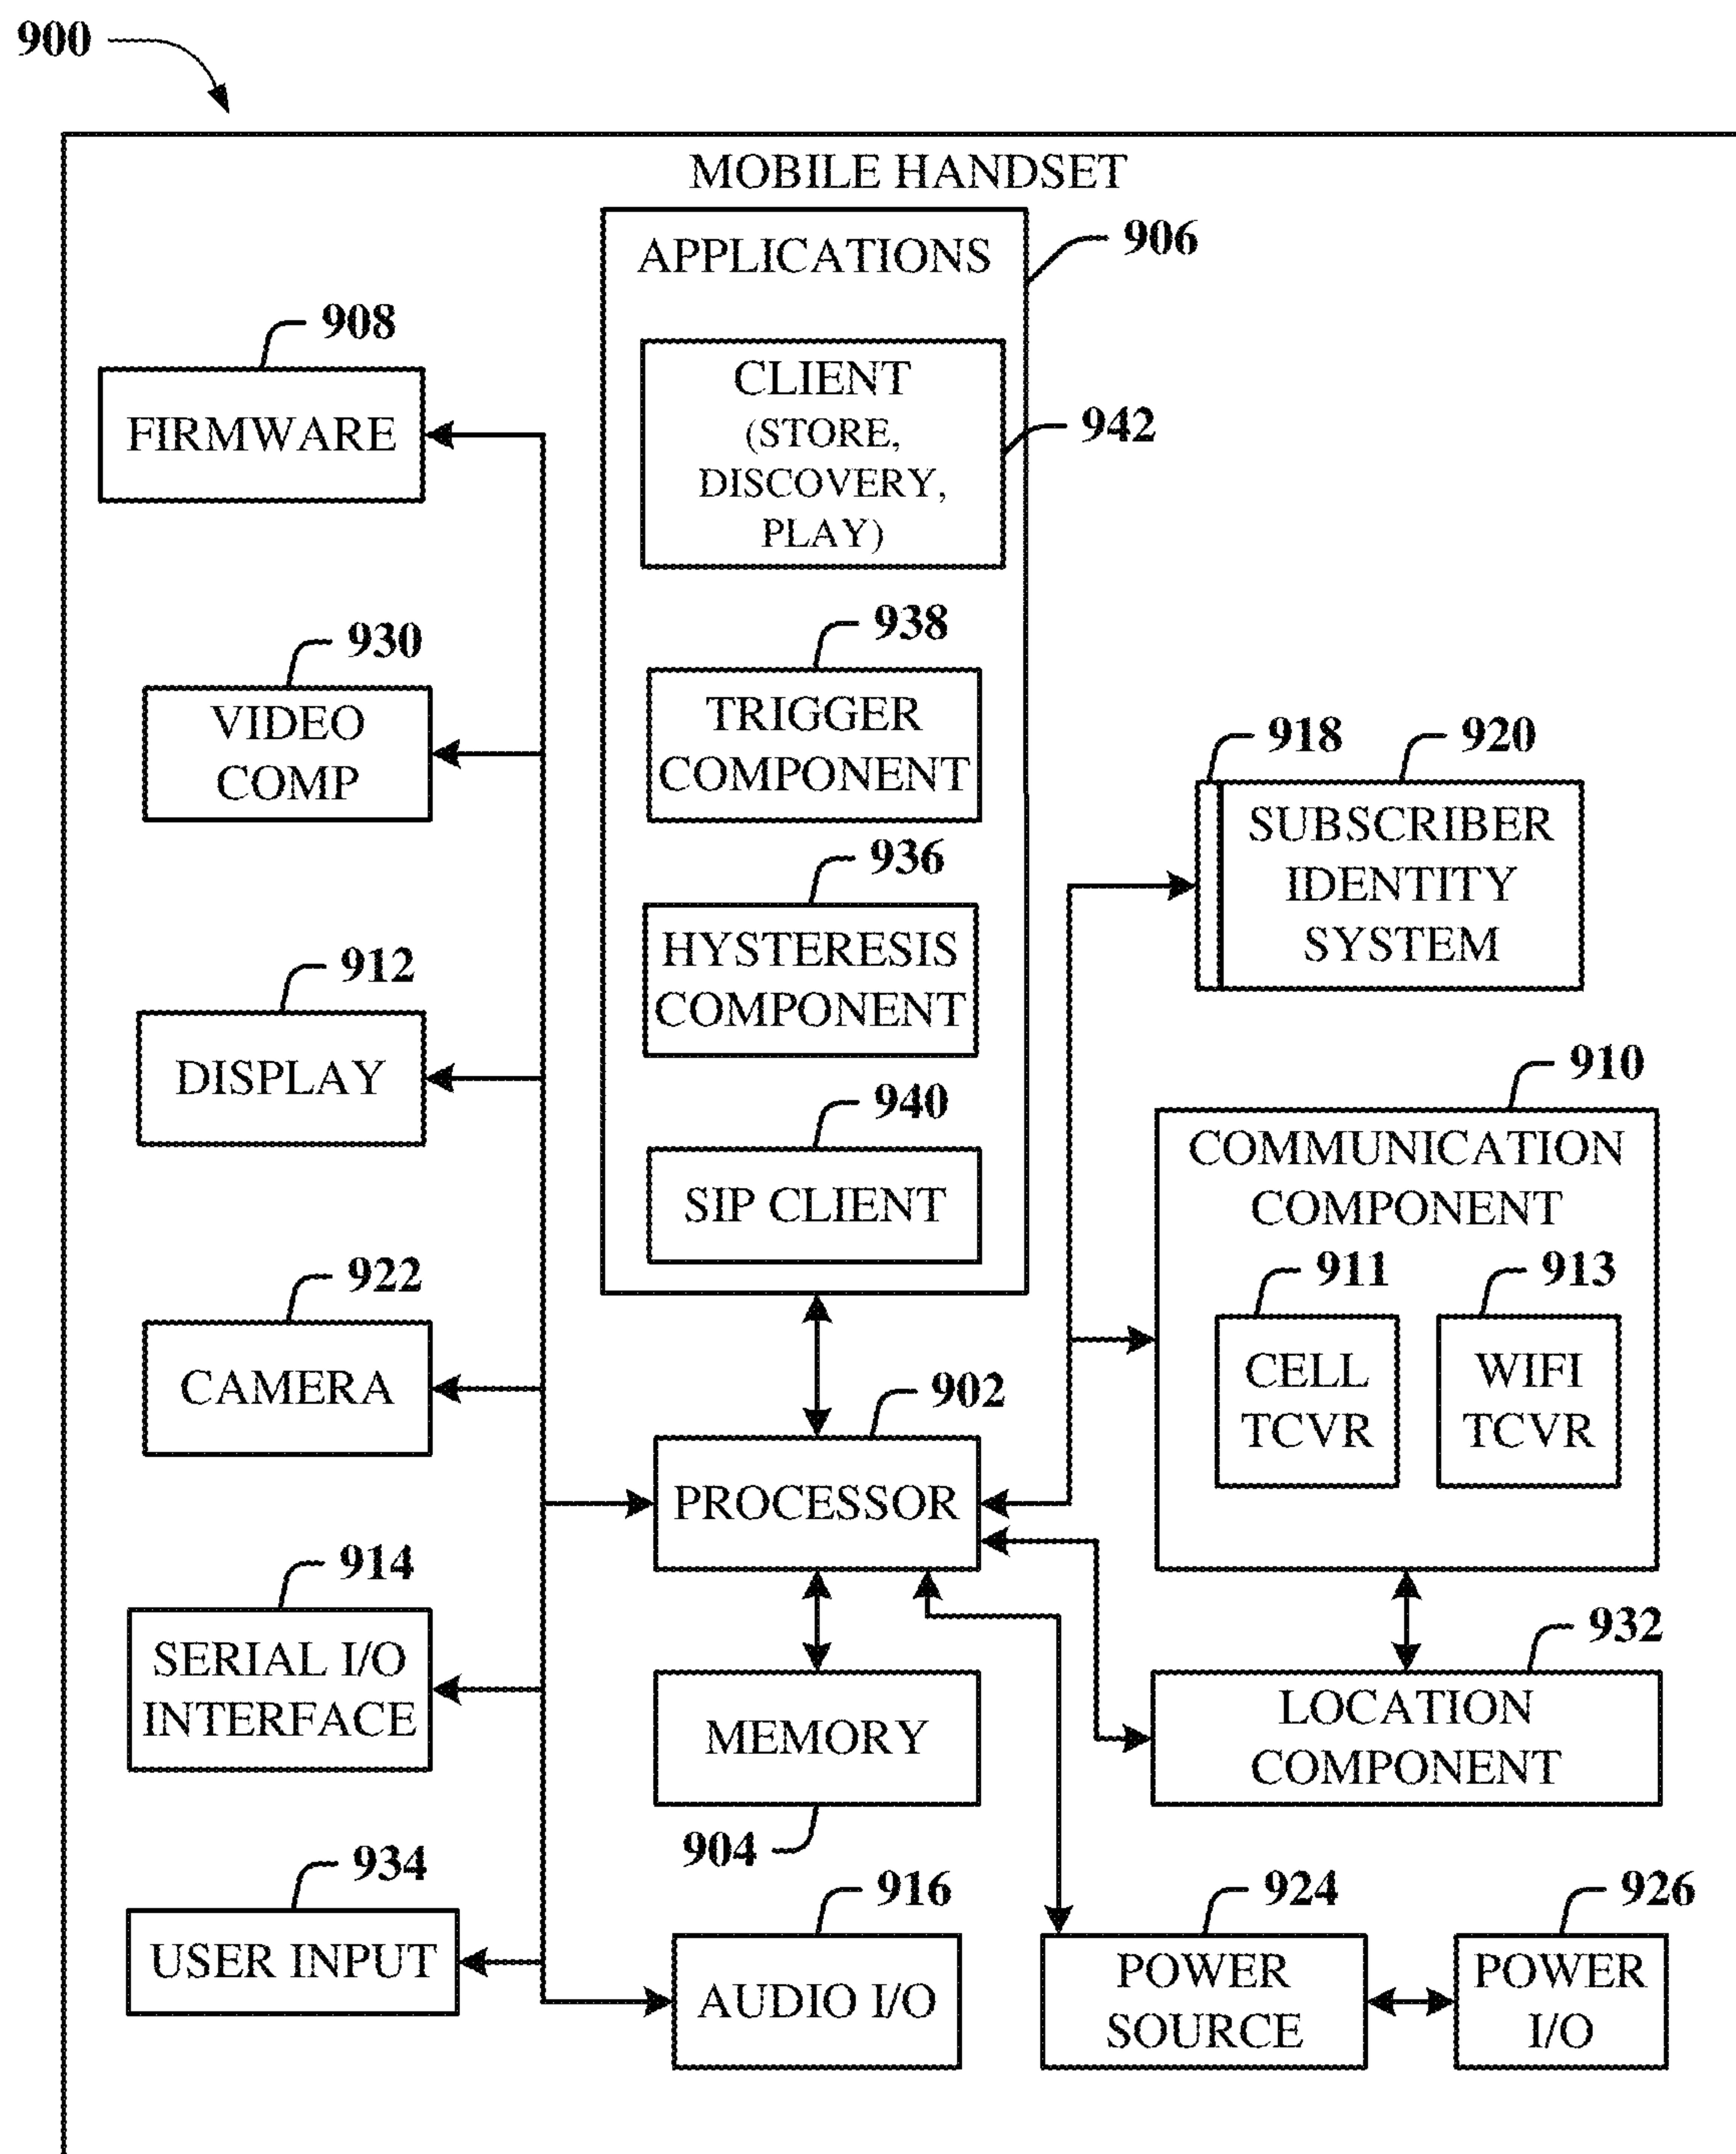 900
MOBILE HANDSET
906
APPLICATIONS
942
CLIENT
(STORE,
DISCOVERY,
PLAY)
938
TRIGGER
COMPONENT
936
HYSTERESIS
COMPONENT
940
SIP CLIENT
908
FIRMWARE
930
VIDEO
COMP
912
DISPLAY
922
CAMERA
914
SERIAL I/O
INTERFACE
934
USER INPUT
902
PROCESSOR
MEMORY
904
916
AUDIO I/O
918
920
SUBSCRIBER
IDENTITY
SYSTEM
910
COMMUNICATION
COMPONENT
911
CELL
TCVR
913
WIFI
TCVR
932
LOCATION
COMPONENT
924
POWER
SOURCE
926
POWER
I/O